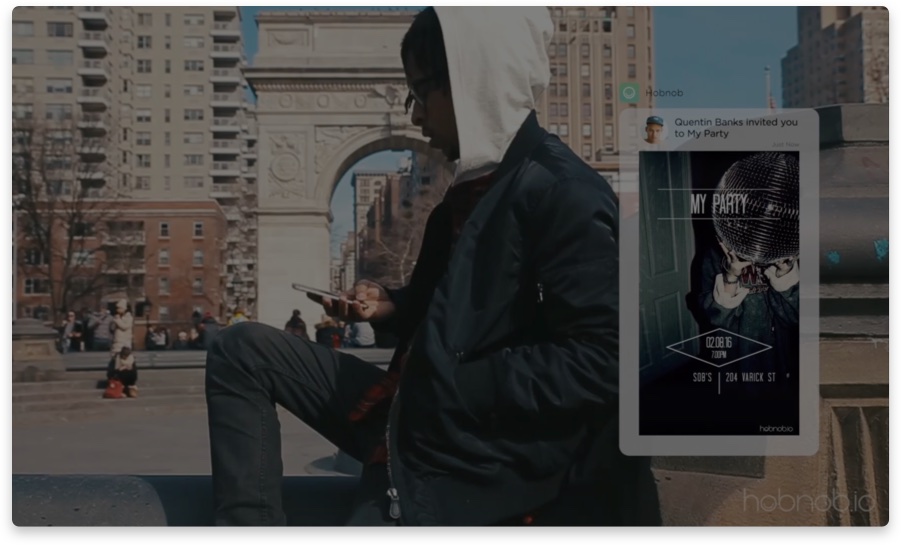 Hobnob
Quentin Banks invited you
to My Party
Just Now
MY PARTY
02.08.16
7:00PM
SOB'S
204 VARICK ST
hobnob.io
hobnob.io